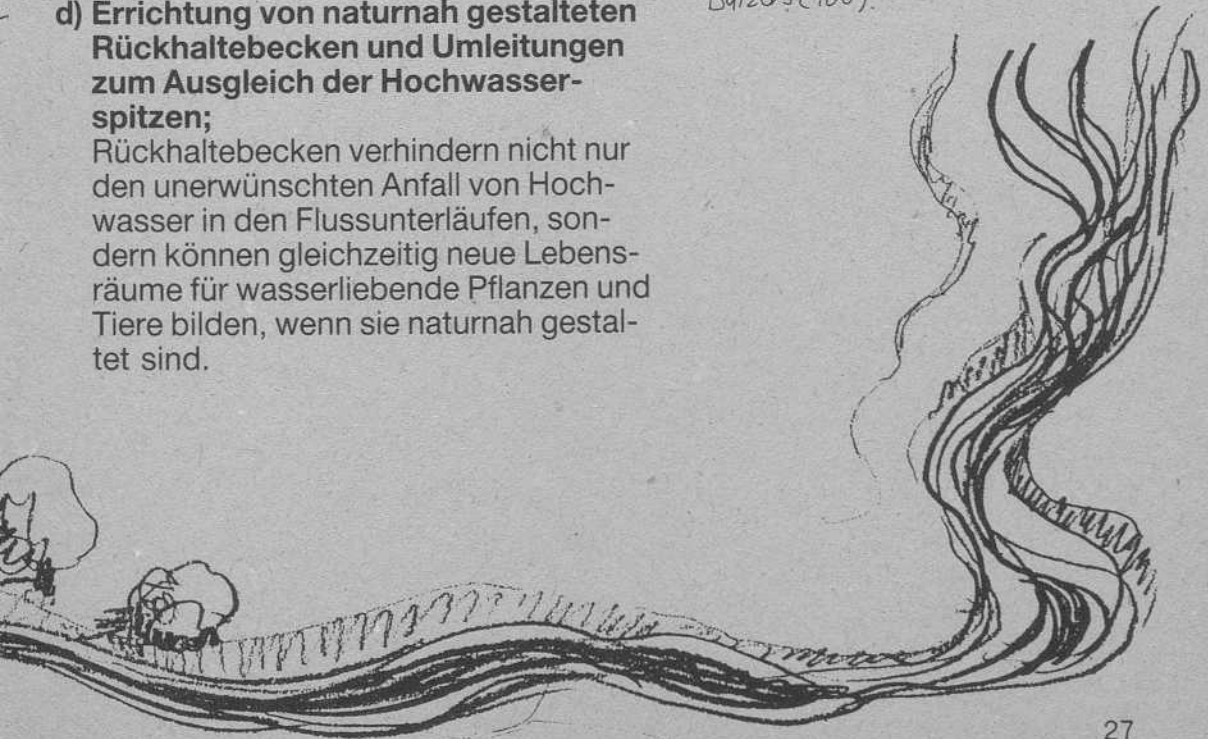 d) Errichtung von naturnah gestalteten
Rückhaltebecken und Umleitungen
zum Ausgleich der Hochwasser-
spitzen;
Rückhaltebecken verhindern nicht nur
den unerwünschten Anfall von Hoch-
wasser in den Flussunterläufen, son-
dern können gleichzeitig neue Lebens-
räume für wasserliebende Pflanzen und
Tiere bilden, wenn sie naturnah gestal-
tet sind.
27